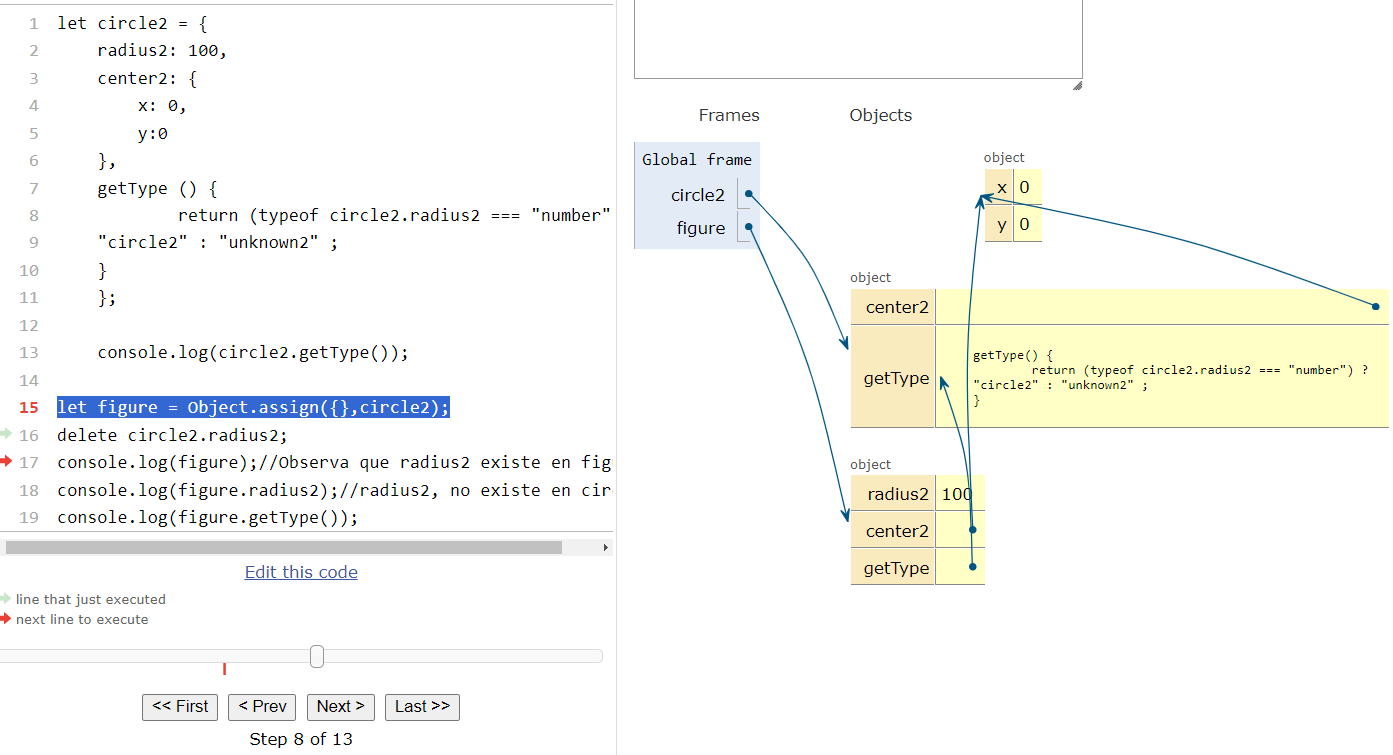 1 let circle2 = {
2     radius2: 100,
3     center2: {
4         x: 0,
5         y:0
6     },
7     getType () {
8             return (typeof circle2.radius2 === "number"
9     "circle2" : "unknown2" ;
10     }
11     };
12
13     console.log(circle2.getType());
14
15 let figure = Object.assign({},circle2);
16 delete circle2.radius2;
17 console.log(figure);//Observa que radius2 existe en fig
18 console.log(figure.radius2);//radius2, no existe en cir
19 console.log(figure.getType());
Edit this code
line that just executed
next line to execute
<< First < Prev Next > Last >>
Step 8 of 13
Frames Objects
Global frame
circle2
figure
object
x 0
y 0
object
center2
getType
getType() {
        return (typeof circle2.radius2 === "number") ?
"circle2" : "unknown2" ;
}
object
radius2 100
center2
getType